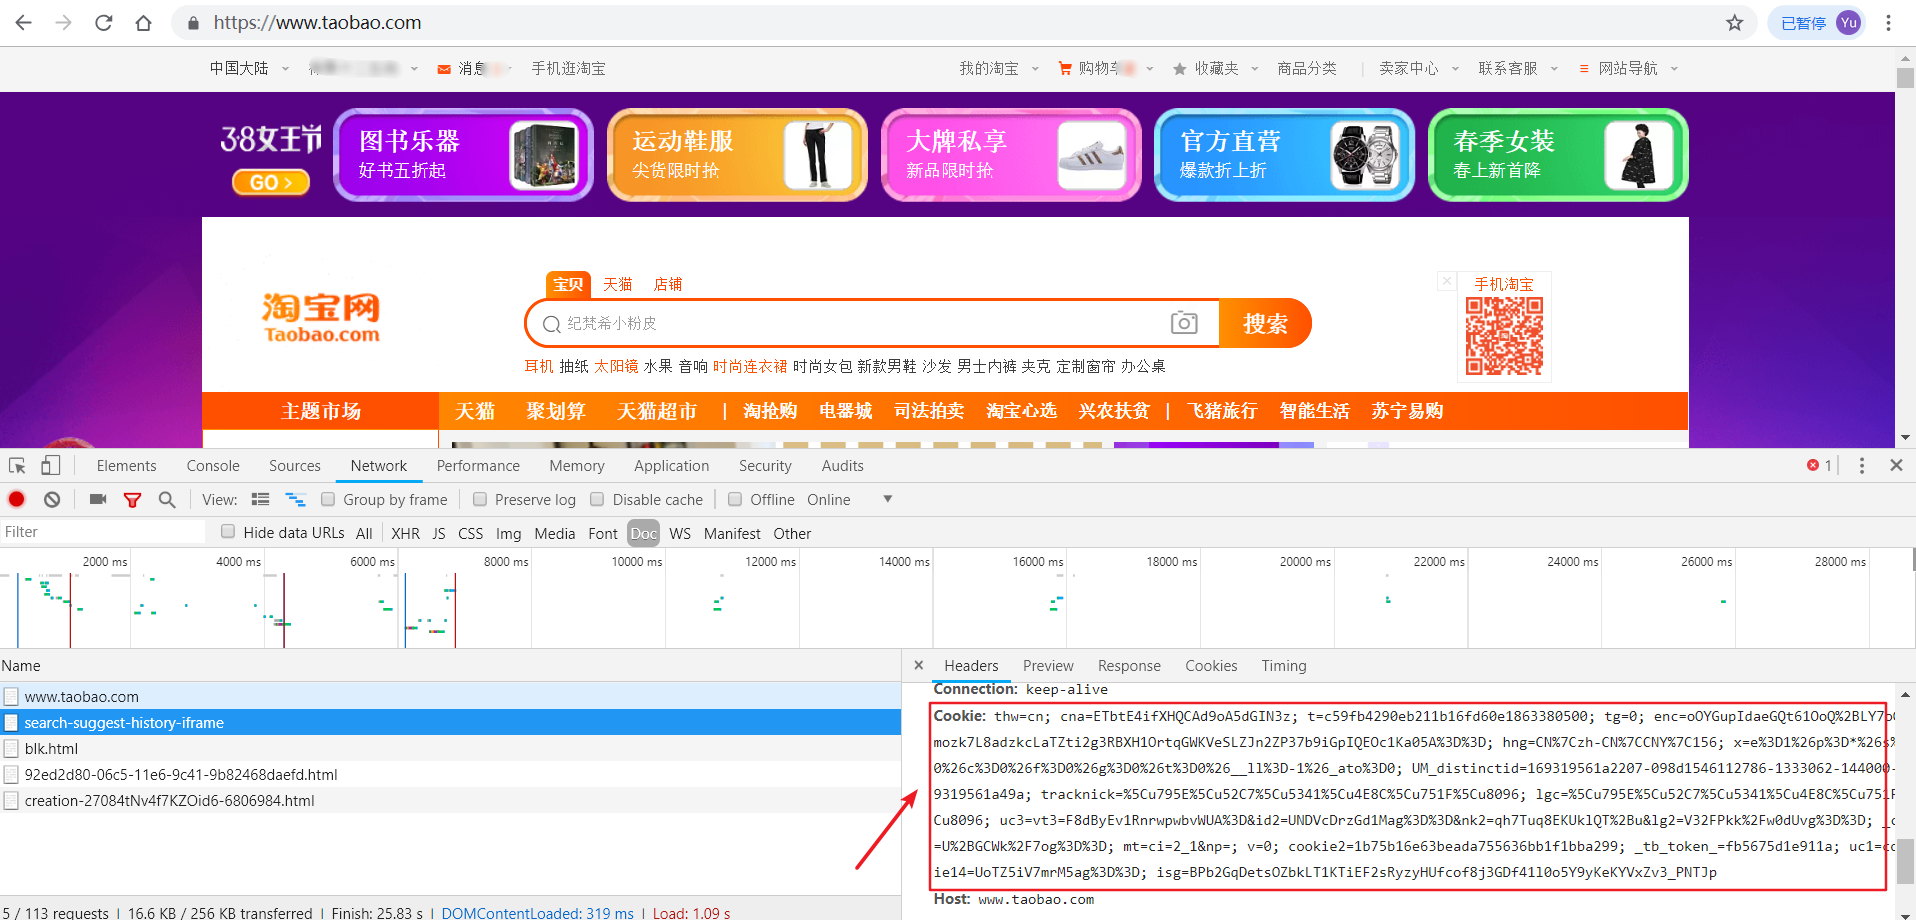 https://www.taobao.com
已暂停 Yu
中国大陆 消息 手机逛淘宝 我的淘宝 购物车 收藏夹 商品分类 卖家中心 联系客服 网站导航
38女王节
GO >
图书乐器
好书五折起
运动鞋服
尖货限时抢
大牌私享
新品限时抢
官方直营
爆款折上折
春季女装
春上新首降
淘宝网
Taobao.com
宝贝 天猫 店铺
纪梵希小粉皮
搜索
手机淘宝
耳机 抽纸 太阳镜 水果 音响 时尚连衣裙 时尚女包 新款男鞋 沙发 男士内裤 夹克 定制窗帘 办公桌
主题市场 天猫 聚划算 天猫超市 | 淘抢购 电器城 司法拍卖 淘宝心选 兴农扶贫 | 飞猪旅行 智能生活 苏宁易购
Elements Console Sources Network Performance Memory Application Security Audits 1
View: Group by frame Preserve log Disable cache Offline Online
Filter Hide data URLs All XHR JS CSS Img Media Font Doc WS Manifest Other
2000 ms 4000 ms 6000 ms 8000 ms 10000 ms 12000 ms 14000 ms 16000 ms 18000 ms 20000 ms 22000 ms 24000 ms 26000 ms 28000 ms
Name
www.taobao.com
search-suggest-history-iframe
blk.html
92ed2d80-06c5-11e6-9c41-9b82468daefd.html
creation-27084tNv4f7KZOid6-6806984.html
5 / 113 requests | 16.6 KB / 256 KB transferred | Finish: 25.83 s | DOMContentLoaded: 319 ms | Load: 1.09 s
× Headers Preview Response Cookies Timing
Connection: keep-alive
Cookie: thw=cn; cna=ETbtE4ifXHQCAd9oA5dGIN3z; t=c59fb4290eb211b16fd60e1863380500; tg=0; enc=oOYGupIdaeGQt61OoQ%2BLY7b
mozk7L8adzkcLaTZti2g3RBXH1OrtqGWKVeSLZJn2ZP37b9iGpIQEOc1Ka05A%3D%3D; hng=CN%7Czh-CN%7CCNY%7C156; x=e%3D1%26p%3D*%26s%
0%26c%3D0%26f%3D0%26g%3D0%26t%3D0%26__ll%3D-1%26_ato%3D0; UM_distinctid=169319561a2207-098d1546112786-1333062-144000-
9319561a49a; tracknick=%5Cu795E%5Cu52C7%5Cu5341%5Cu4E8C%5Cu751F%5Cu8096; lgc=%5Cu795E%5Cu52C7%5Cu5341%5Cu4E8C%5Cu751F
Cu8096; uc3=vt3=F8dByEv1RnrwpwbvWUA%3D&id2=UNDVcDrzGd1Mag%3D%3D&nk2=qh7Tuq8EKUklQT%2Bu&lg2=V32FPkk%2Fw0dUvg%3D%3D;
=U%2BGCWk%2F7og%3D%3D; mt=ci=2_1&np=; v=0; cookie2=1b75b16e63beada755636bb1f1bba299; _tb_token_=fb5675d1e911a; uc1=co
ie14=UoTZ5iV7mrM5ag%3D%3D; isg=BPb2GqDetsOZbkLT1KTiEF2sRyzyHUfcof8j3GDf41l0o5Y9yKeKYVxZv3_PNTJp
Host: www.taobao.com